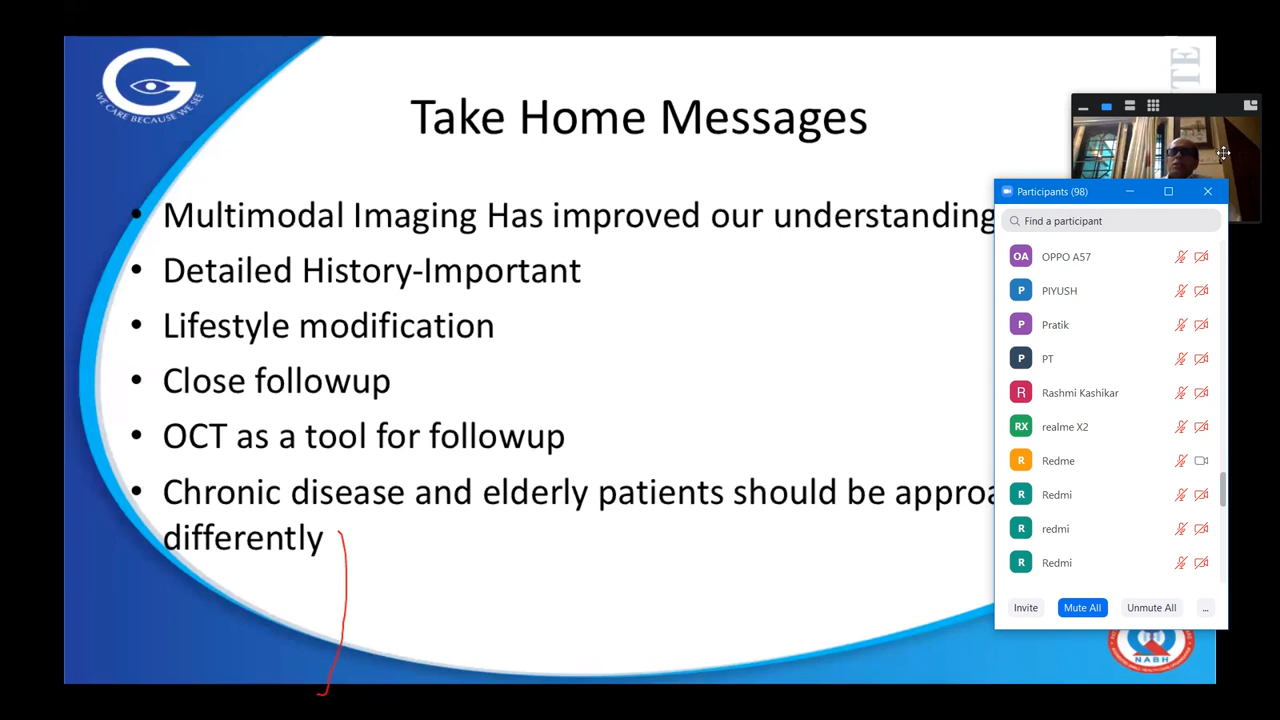 WE CARE BECAUSE WE SEE
TE
Take Home Messages
• Multimodal Imaging Has improved our understanding
• Detailed History-Important
• Lifestyle modification
• Close followup
• OCT as a tool for followup
• Chronic disease and elderly patients should be approa
differently
Participants (98)
Find a participant
OA OPPO A57
P PIYUSH
P Pratik
P PT
R Rashmi Kashikar
RX realme X2
R Redme
R Redmi
R redmi
R Redmi
Invite Mute All Unmute All ...
NABH